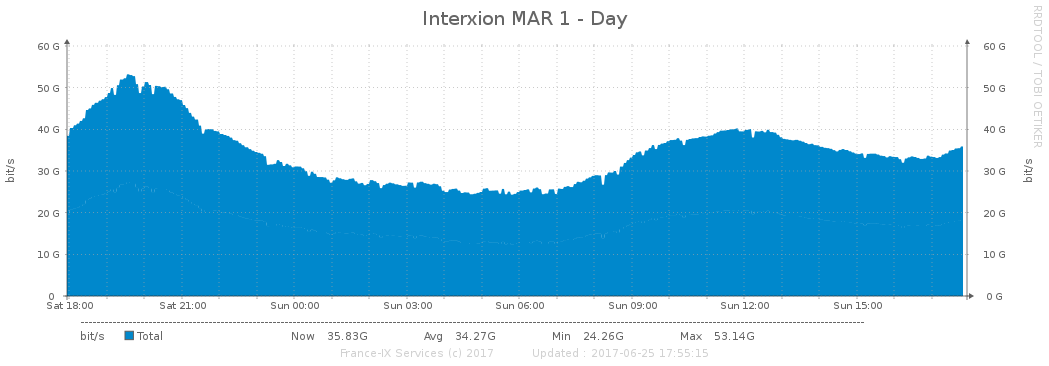 Interxion MAR 1 - Day
RRDTOOL / TOBI OETIKER
bit/s
60 G 60 G
50 G 50 G
40 G 40 G
30 G 30 G
20 G 20 G
10 G 10 G
0 0 G
bit/s
Sat 18:00 Sat 21:00 Sun 00:00 Sun 03:00 Sun 06:00 Sun 09:00 Sun 12:00 Sun 15:00
bit/s Total Now 35.83G Avg 34.27G Min 24.26G Max 53.14G
France-IX Services (c) 2017 Updated : 2017-06-25 17:55:15